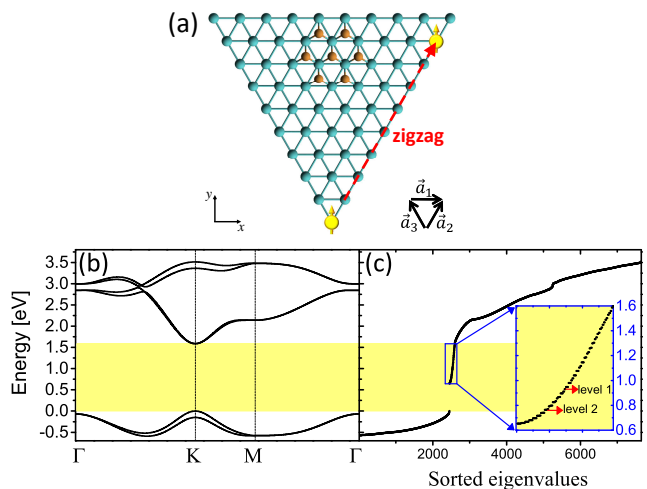 (a)
zigzag
y
x
a⃗₁
a⃗₃
a⃗₂
(b)
(c)
Energy [eV]
3.5
3.0
2.5
2.0
1.5
1.0
0.5
0.0
-0.5
Γ
K
M
Γ
2000
4000
6000
Sorted eigenvalues
1.6
1.4
1.2
1.0
0.8
0.6
level 1
level 2